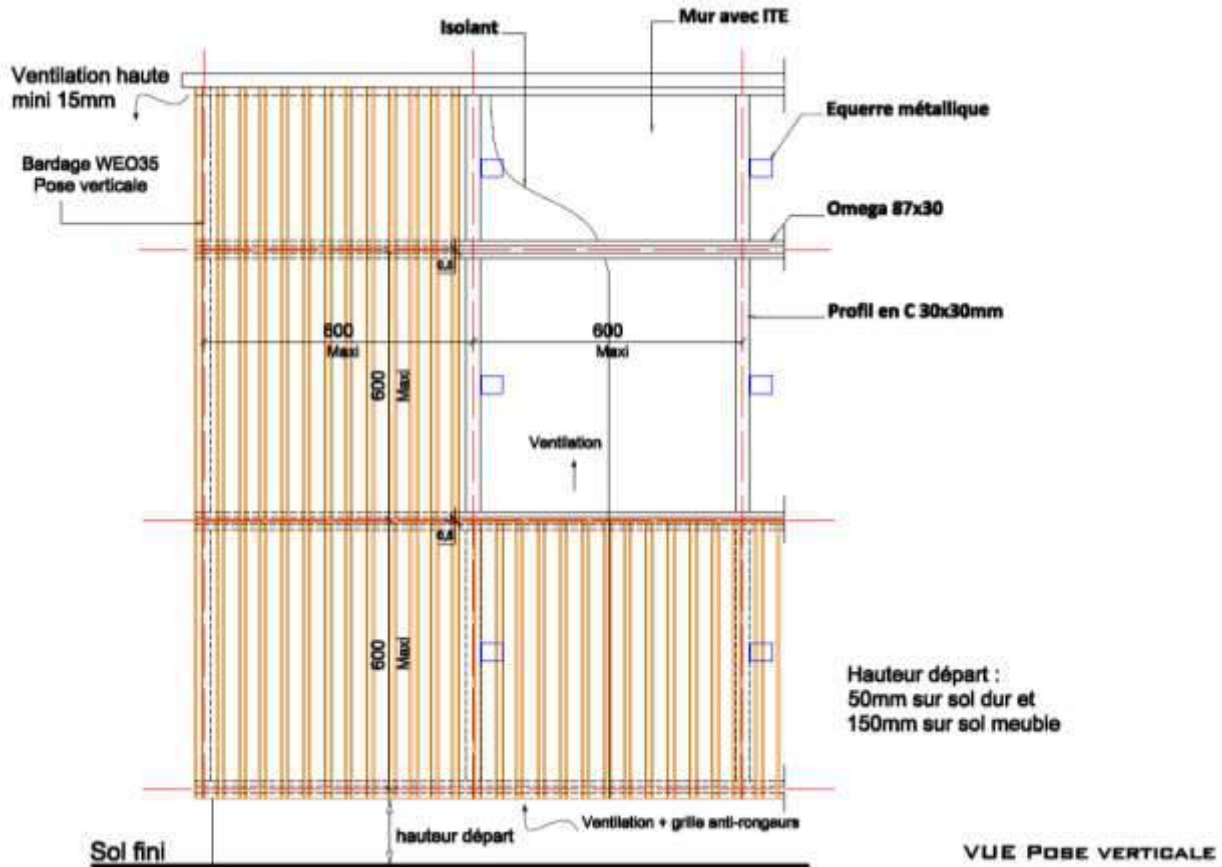 Isolant
Mur avec ITE
Ventilation haute
mini 15mm
Equerre métallique
Bardage WEO35
Pose verticale
Omega 87x30
Profil en C 30x30mm
600
Maxi
600
Maxi
600
Maxi
Ventilation
600
Maxi
Hauteur départ :
50mm sur sol dur et
150mm sur sol meuble
Ventilation + grille anti-rongeurs
hauteur départ
Sol fini
VUE POSE VERTICALE